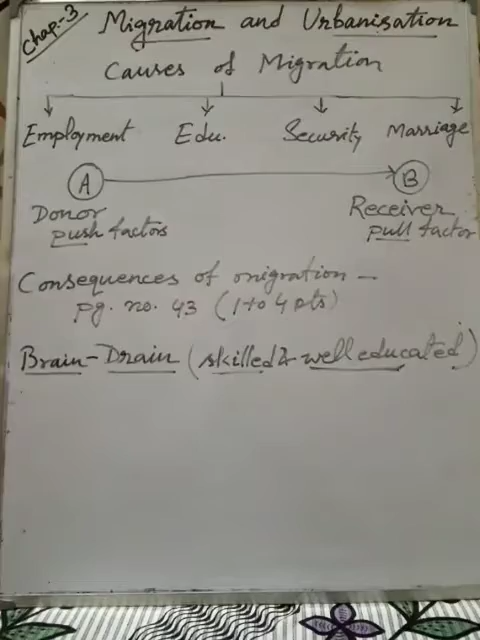 Chap.-3
Migration and Urbanisation
Causes of Migration
Employment Edu. Security Marriage
A B
Donor Receiver
push factors pull factor
Consequences of migration -
pg. no. 43 (1 to 4 pts)
Brain-Drain (skilled & well educated)